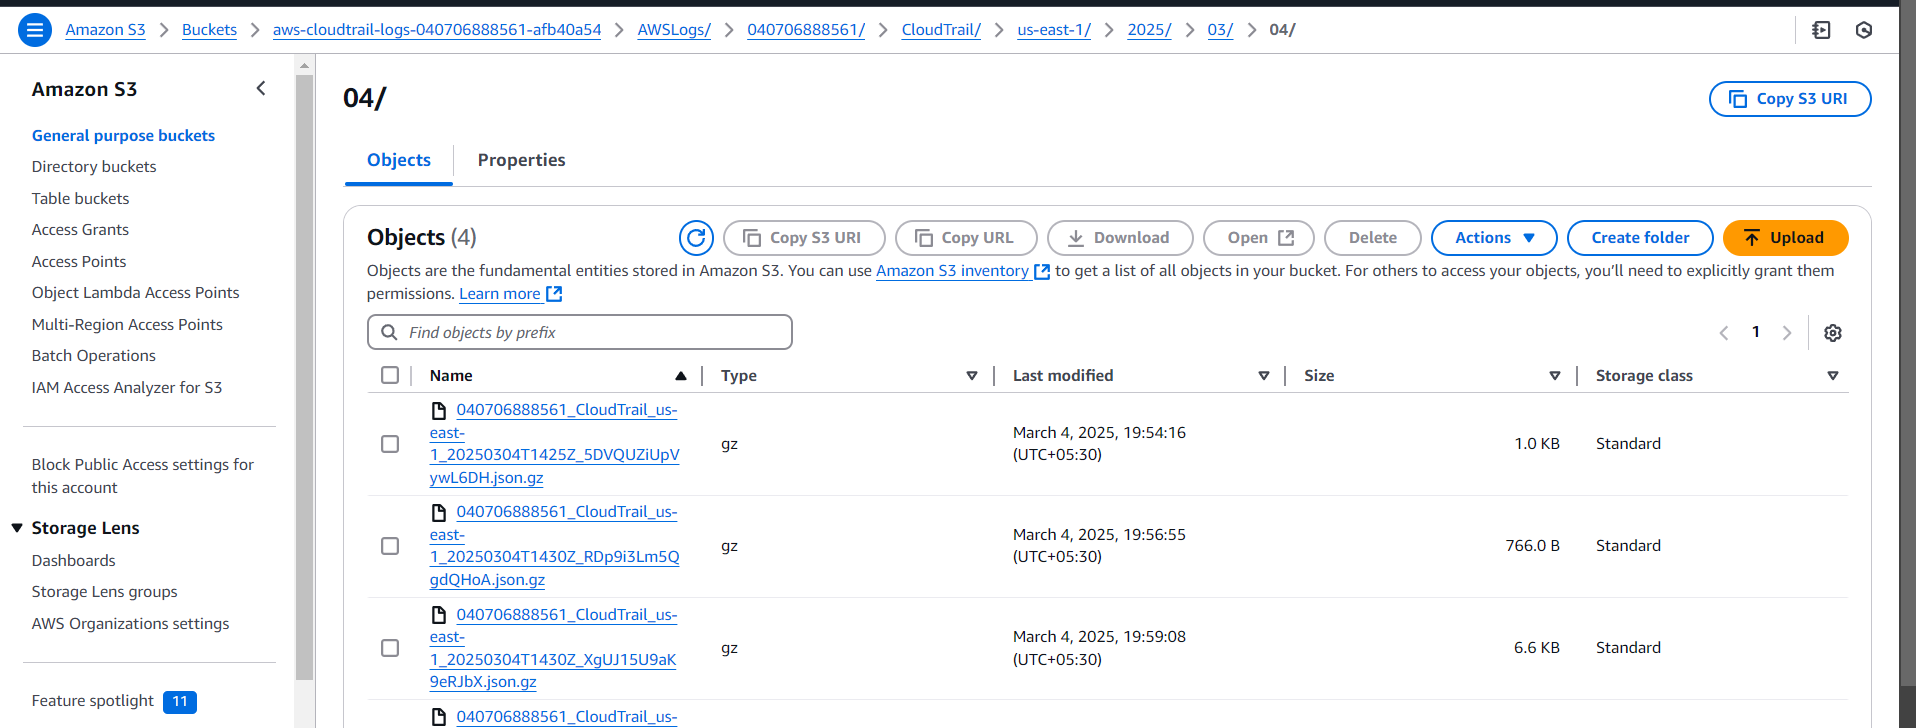 Amazon S3 > Buckets > aws-cloudtrail-logs-040706888561-afb40a54 > AWSLogs/ > 040706888561/ > CloudTrail/ > us-east-1/ > 2025/ > 03/ > 04/
Amazon S3
General purpose buckets
Directory buckets
Table buckets
Access Grants
Access Points
Object Lambda Access Points
Multi-Region Access Points
Batch Operations
IAM Access Analyzer for S3
Block Public Access settings for
this account
Storage Lens
Dashboards
Storage Lens groups
AWS Organizations settings
Feature spotlight 11
04/
Copy S3 URI
Objects Properties
Objects (4)
Copy S3 URI Copy URL Download Open Delete Actions Create folder Upload
Objects are the fundamental entities stored in Amazon S3. You can use Amazon S3 inventory to get a list of all objects in your bucket. For others to access your objects, you'll need to explicitly grant them
permissions. Learn more
Find objects by prefix
1
Name Type Last modified Size Storage class
040706888561_CloudTrail_us-
east-
1_20250304T1425Z_5DVQUZiUpV
ywL6DH.json.gz
gz
March 4, 2025, 19:54:16
(UTC+05:30)
1.0 KB
Standard
040706888561_CloudTrail_us-
east-
1_20250304T1430Z_RDp9i3Lm5Q
gdQHoA.json.gz
gz
March 4, 2025, 19:56:55
(UTC+05:30)
766.0 B
Standard
040706888561_CloudTrail_us-
east-
1_20250304T1430Z_XgUJ15U9aK
9eRJbX.json.gz
gz
March 4, 2025, 19:59:08
(UTC+05:30)
6.6 KB
Standard
040706888561_CloudTrail_us-